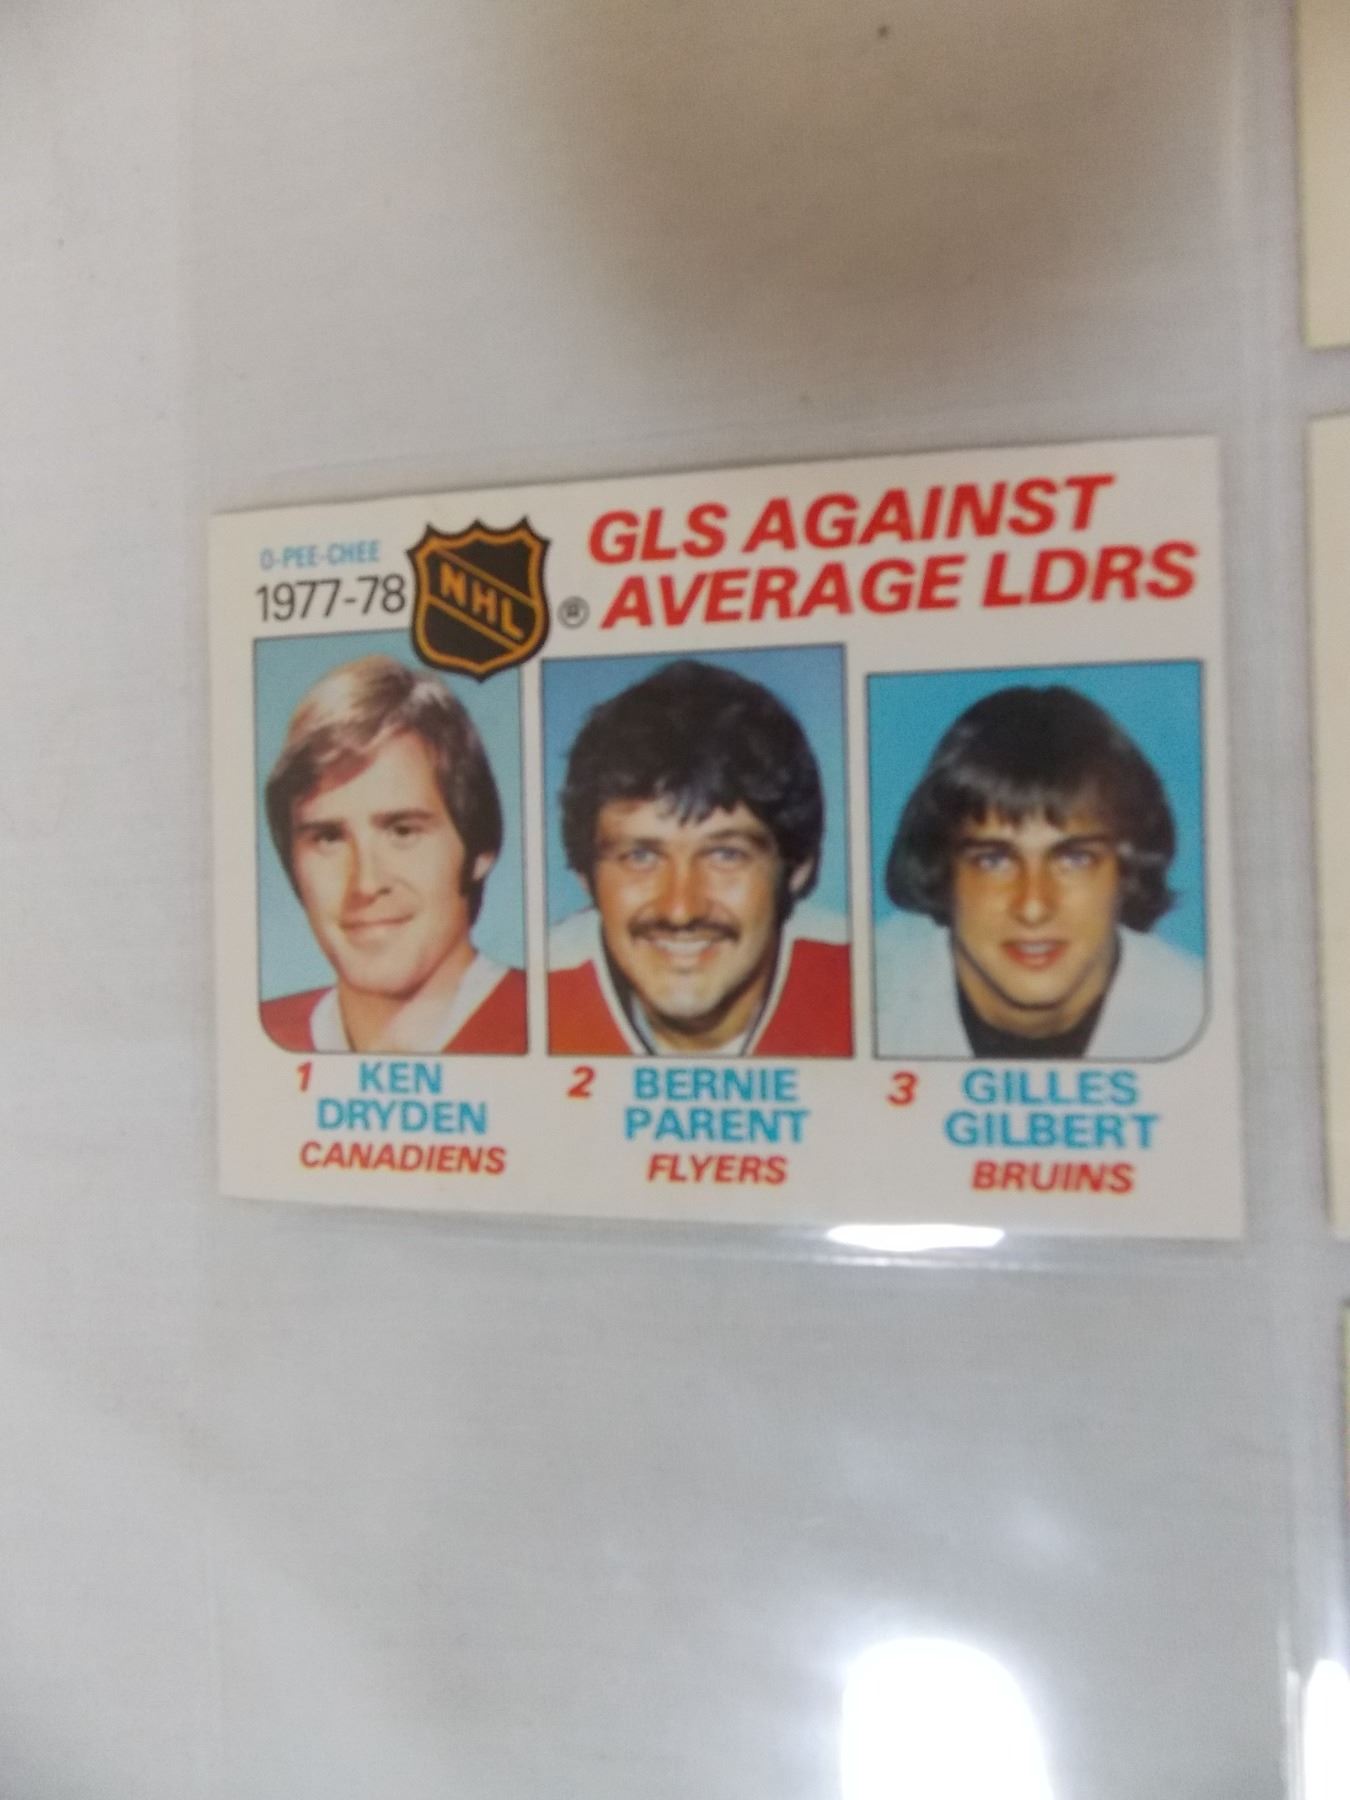 O-PEE-CHEE
1977-78
NHL
®
GLS AGAINST
AVERAGE LDRS
1 KEN
DRYDEN
CANADIENS
2 BERNIE
PARENT
FLYERS
3 GILLES
GILBERT
BRUINS